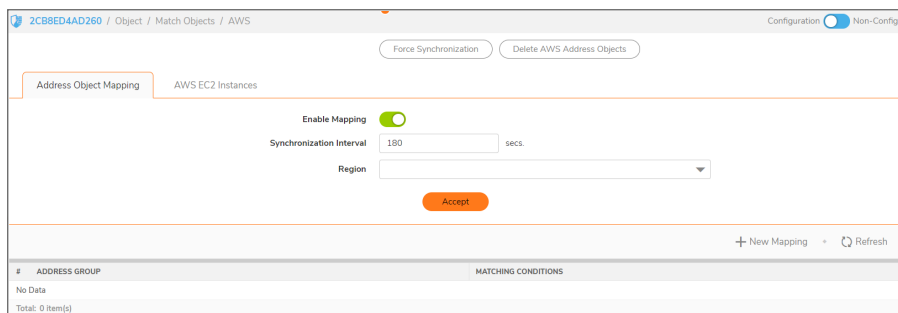 2CB8ED4AD260 / Object / Match Objects / AWS Configuration Non-Config
Force Synchronization Delete AWS Address Objects
Address Object Mapping AWS EC2 Instances
Enable Mapping
Synchronization Interval 180 secs.
Region
Accept
+ New Mapping Refresh
# ADDRESS GROUP MATCHING CONDITIONS
No Data
Total: 0 item(s)